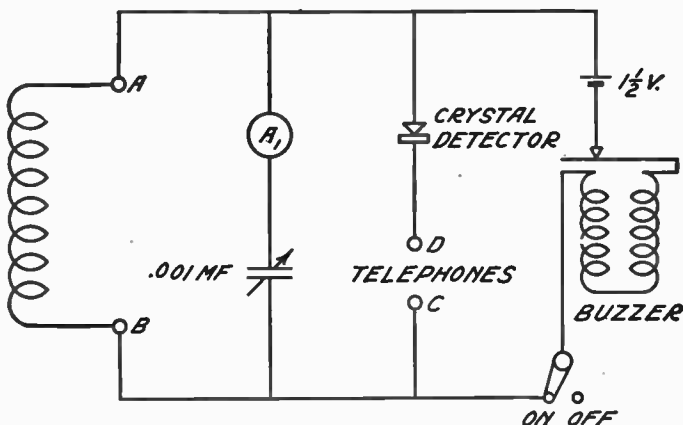 A
A1
CRYSTAL
DETECTOR
1½ V.
D
.001 MF
TELEPHONES
C
B
BUZZER
ON OFF